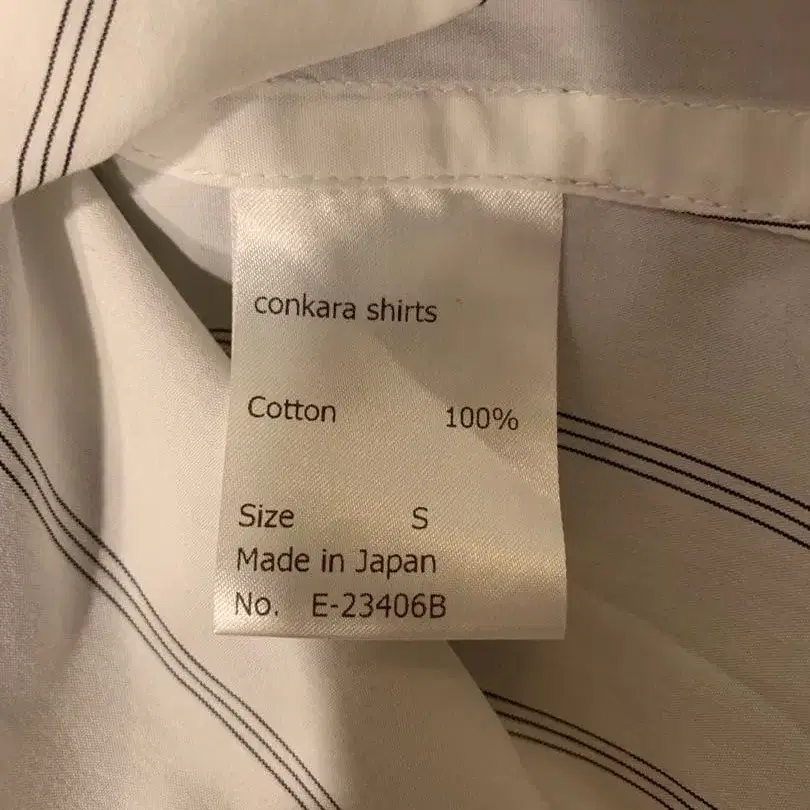 conkara shirts
Cotton 100%
Size S
Made in Japan
No. E-23406B